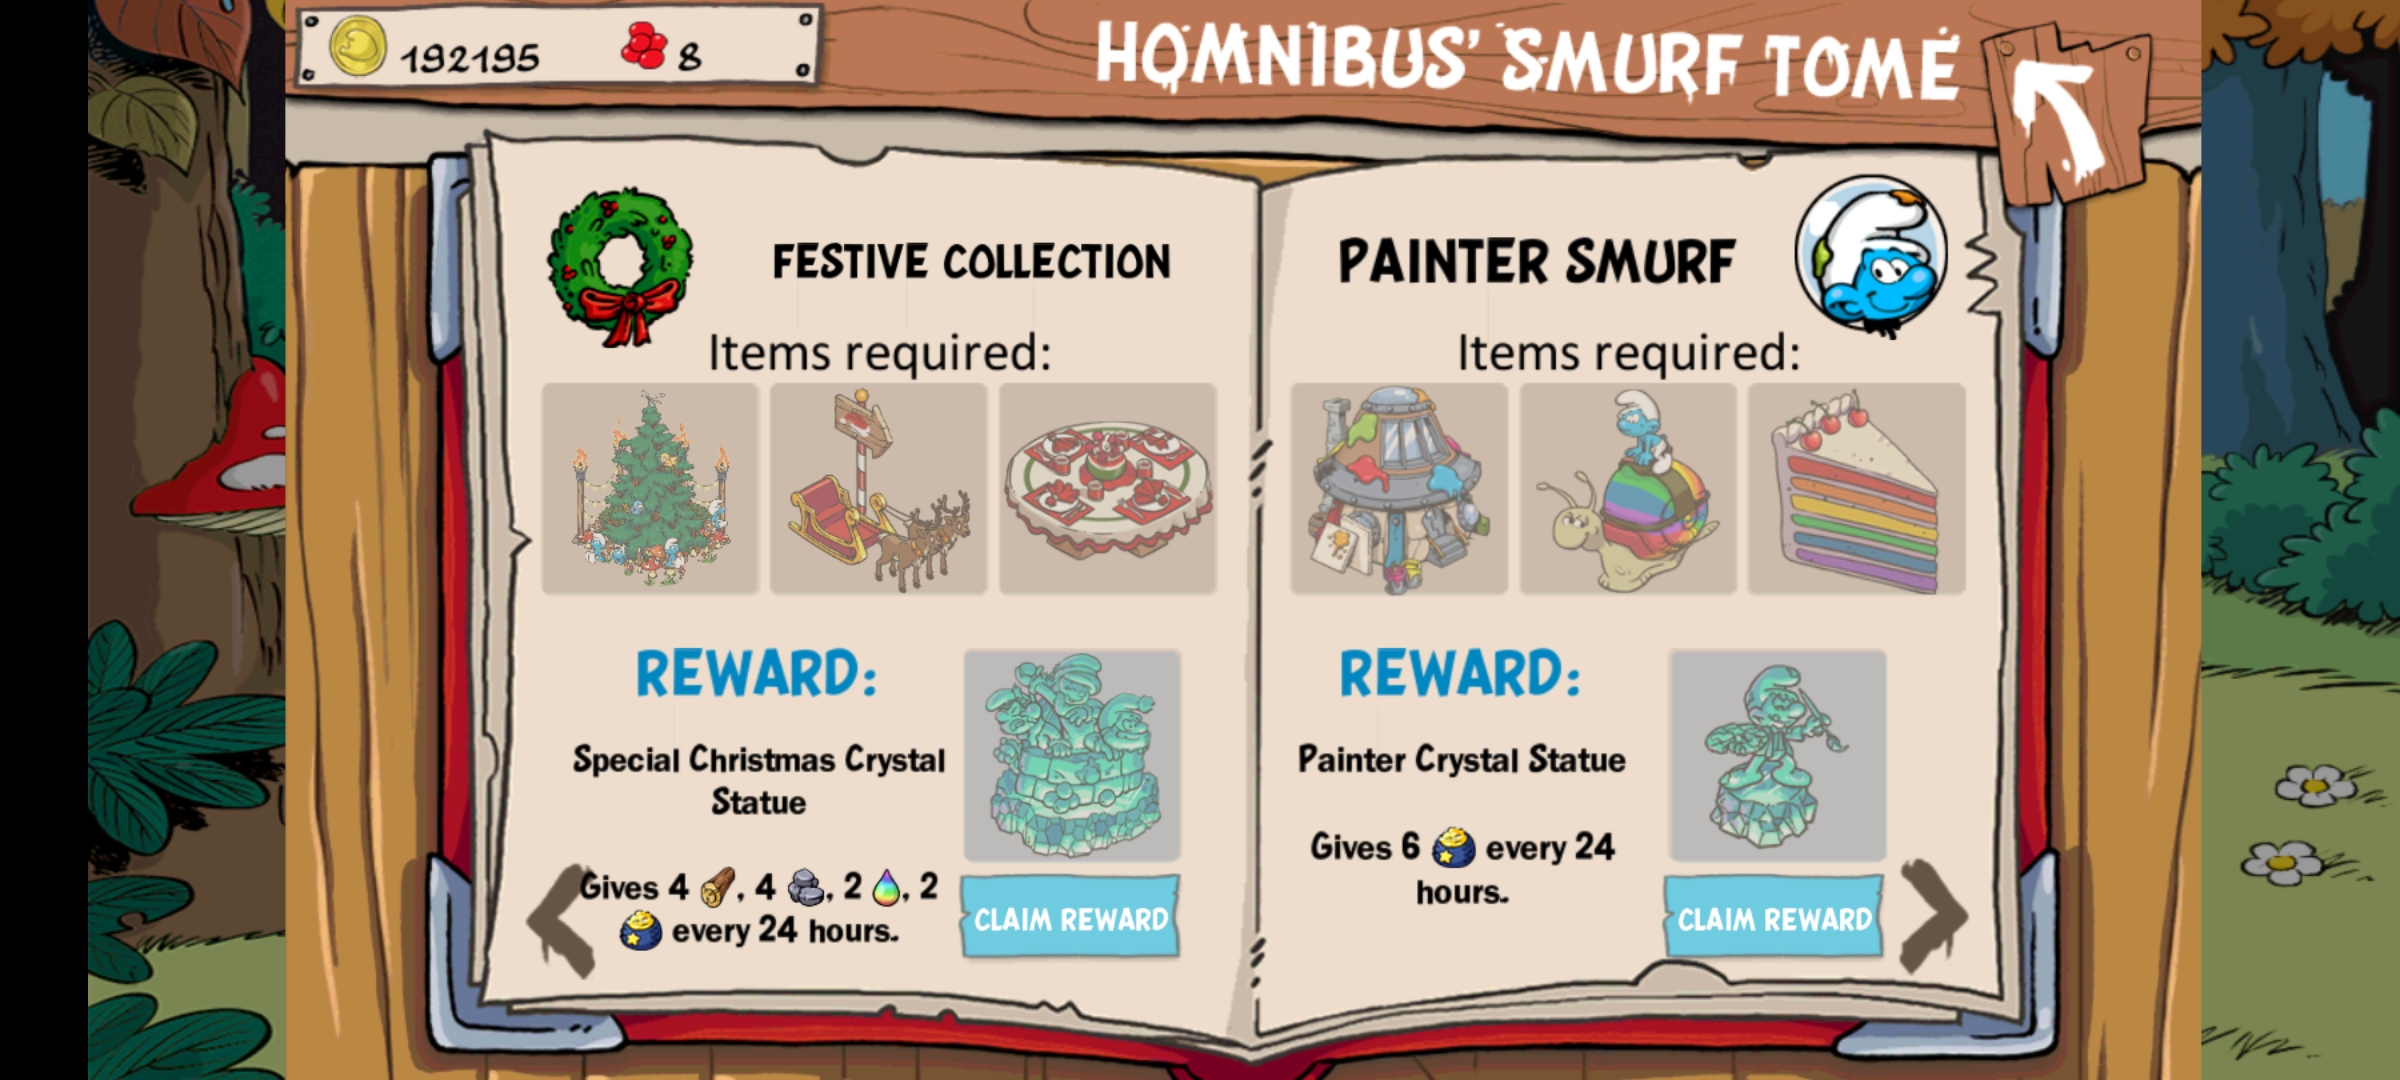 192195
8
HOMNIBUS' SMURF TOME
FESTIVE COLLECTION
Items required:
REWARD:
Special Christmas Crystal
Statue
Gives 4 , 4 , 2 , 2
every 24 hours.
CLAIM REWARD
PAINTER SMURF
Items required:
REWARD:
Painter Crystal Statue
Gives 6 every 24
hours.
CLAIM REWARD